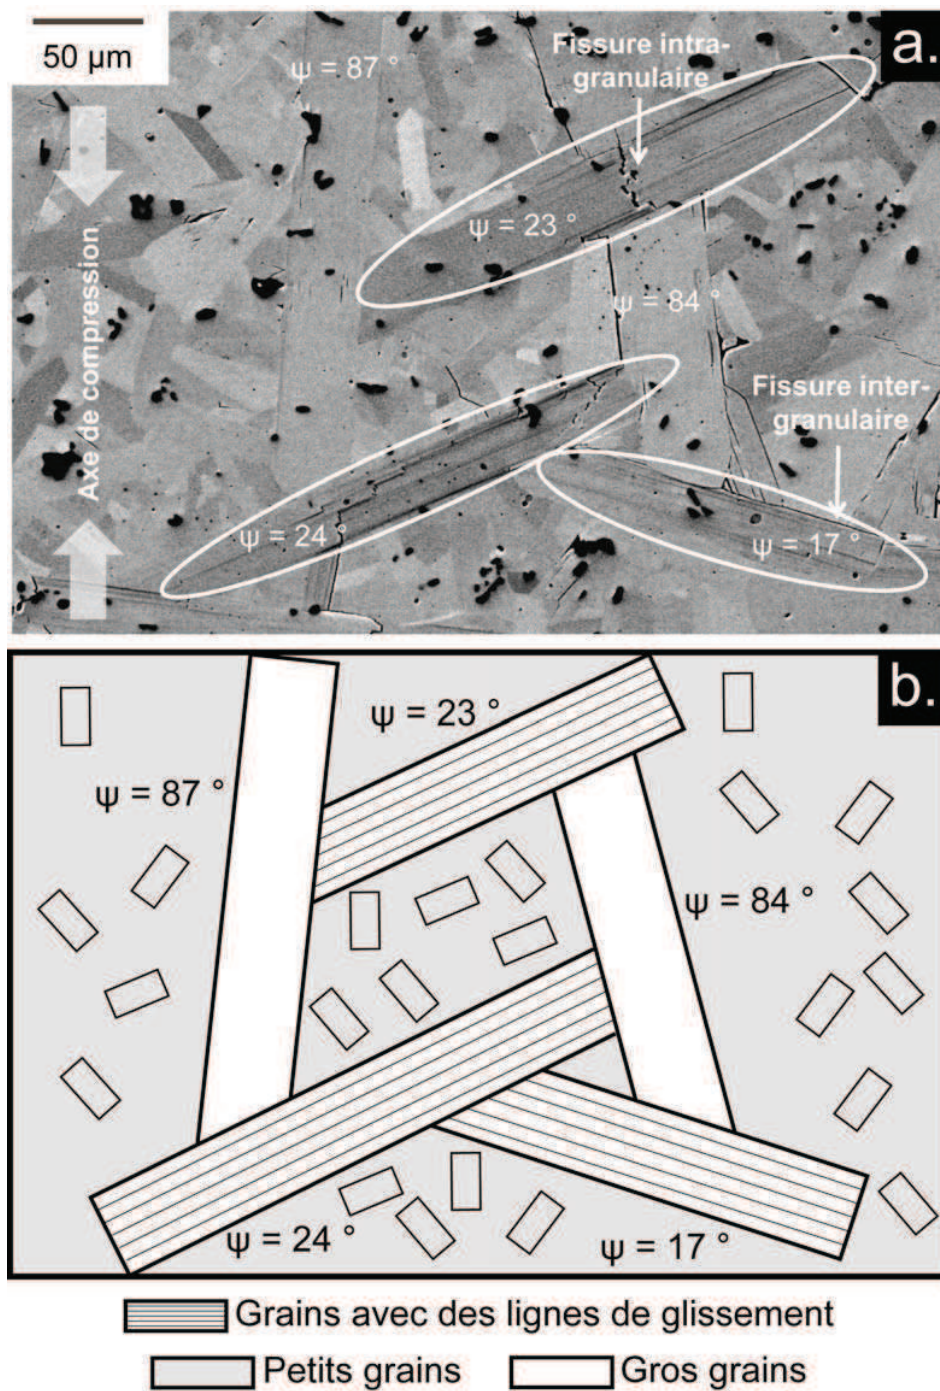 a.
50 µm
ψ = 87 °
Fissure intra-
granulaire
Axe de compression
ψ = 23 °
ψ = 84 °
Fissure inter-
granulaire
ψ = 24 °
ψ = 17 °
b.
ψ = 23 °
ψ = 87 °
ψ = 84 °
ψ = 24 °
ψ = 17 °
Grains avec des lignes de glissement
Petits grains
Gros grains